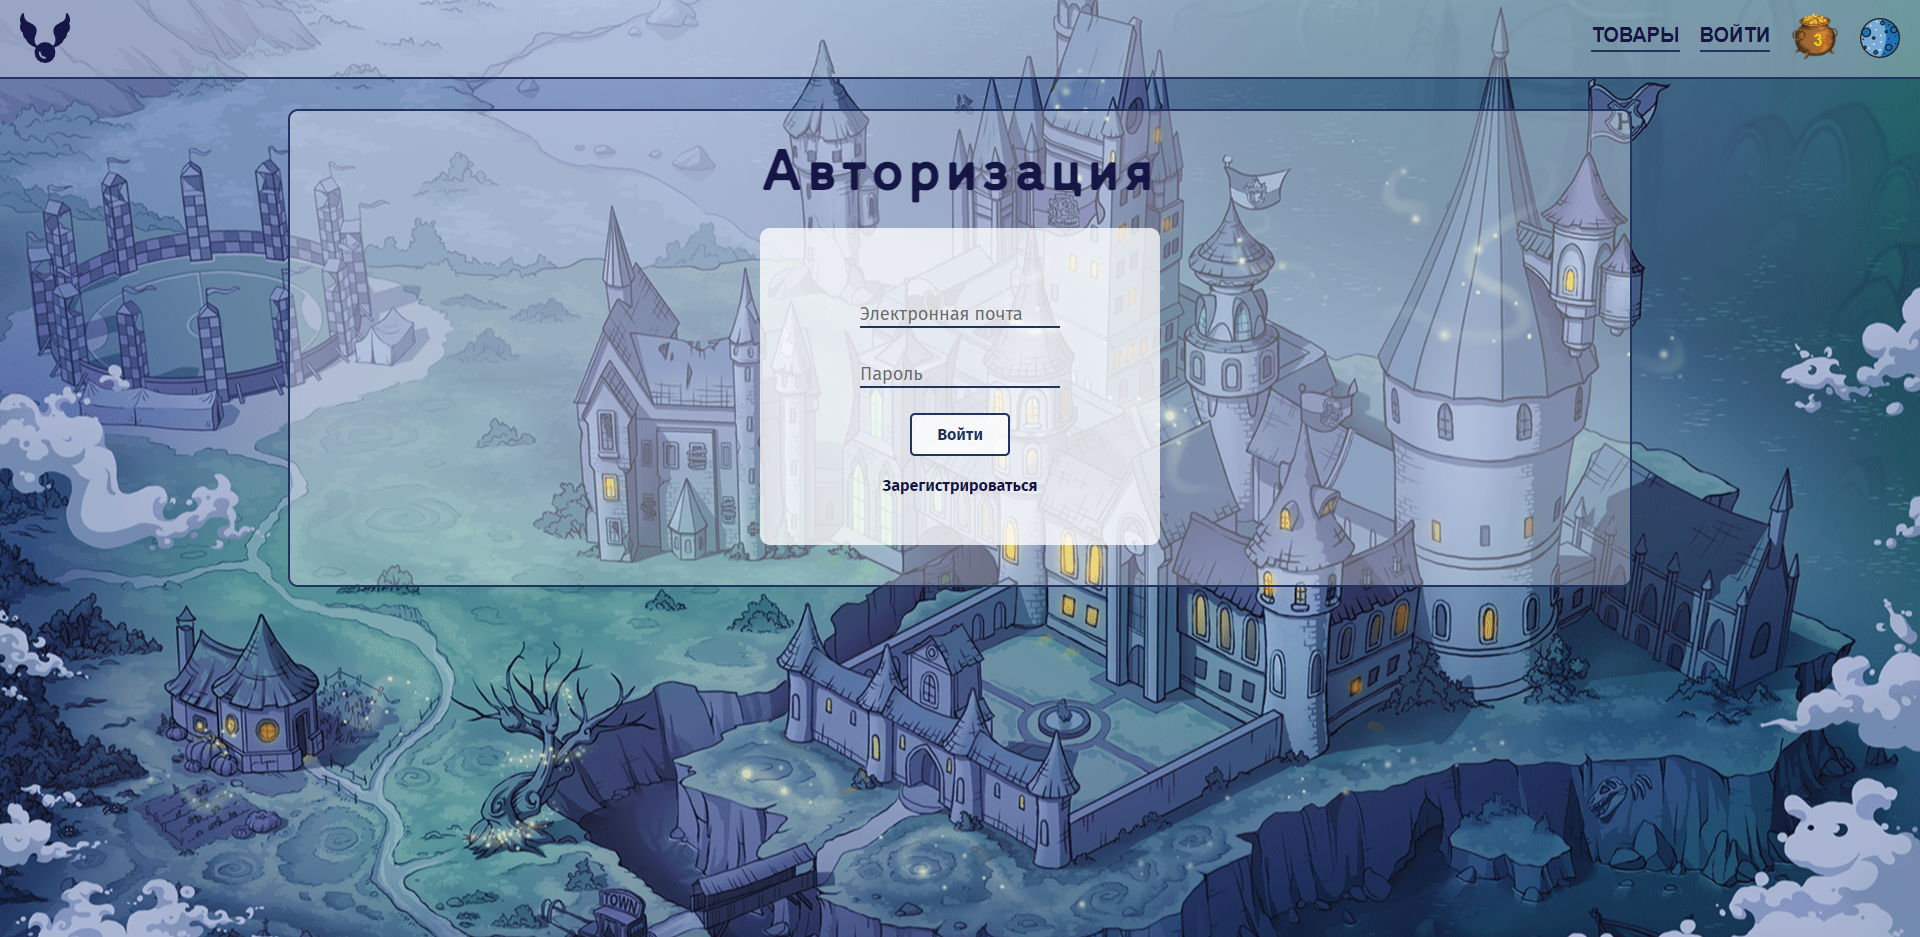 ТОВАРЫ ВОЙТИ 3
Авторизация
Электронная почта
Пароль
Войти
Зарегистрироваться
H
TOWN